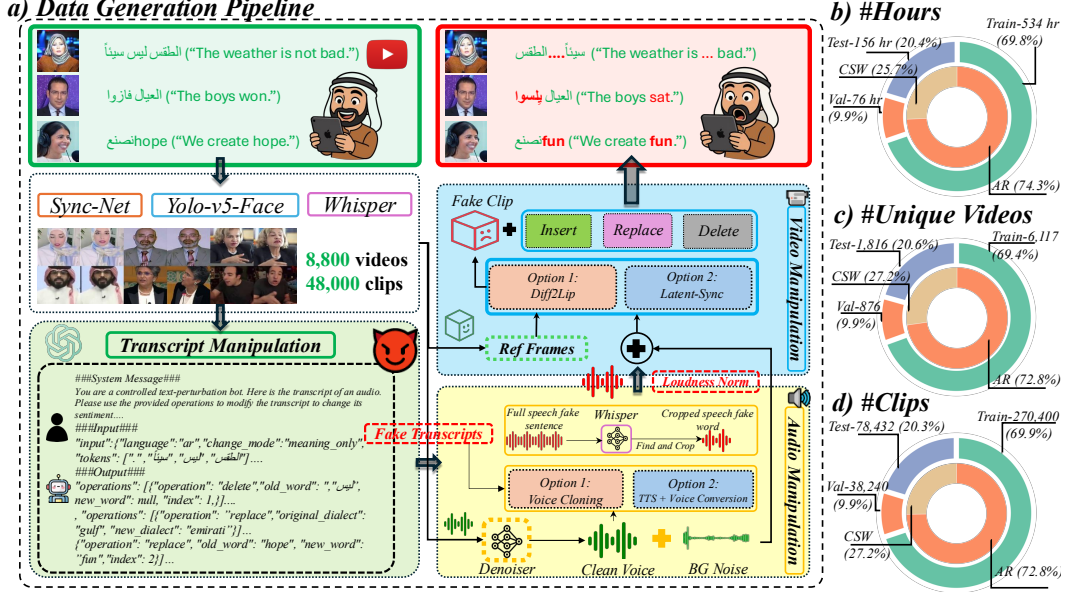 a) Data Generation Pipeline
الطقس ليس سيئاً ("The weather is not bad.")
العيال فازوا ("The boys won.")
نصنعhope ("We create hope.")
سيئاً....الطقس ("The weather is ... bad.")
العيال يلسوا ("The boys sat.")
نصنعfun ("We create fun.")
Sync-Net
Yolo-v5-Face
Whisper
8,800 videos
48,000 clips
Transcript Manipulation
###System Message###
You are a controlled text-perturbation bot. Here is the transcript of an audio.
Please use the provided operations to modify the transcript to change its
sentiment....
###Input###
"input":{"language":"ar","change_mode":"meaning_only",
"tokens": [".","سيئاً","ليس","الطقس"]....
###Output###
"operations": [{"operation": "delete","old_word": "ليس",
new_word": null, "index": 1,}]....
, "operations": [{"operation": "replace","original_dialect":
"gulf", "new_dialect": "emirati"}]...
{"operation": "replace", "old_word": "hope", "new_word":
"fun","index": 2}]...
Fake Clip
Insert
Replace
Delete
Option 1:
Diff2Lip
Option 2:
Latent-Sync
Ref Frames
Video Manipulation
Loudness Norm
Fake Transcripts
Full speech fake
sentence
Whisper
Cropped speech fake
word
Find and Crop
Option 1:
Voice Cloning
Option 2:
TTS + Voice Conversion
Denoiser
Clean Voice
BG Noise
Audio Manipulation
b) #Hours
Train-534 hr
(69.8%)
Test-156 hr (20.4%)
CSW (25.7%)
Val-76 hr
(9.9%)
AR (74.3%)
c) #Unique Videos
Test-1,816 (20.6%)
Train-6,117
(69.4%)
CSW (27.2%)
Val-876
(9.9%)
AR (72.8%)
d) #Clips
Train-270,400
(69.9%)
Test-78,432 (20.3%)
Val-38,240
(9.9%)
CSW
(27.2%)
AR (72.8%)